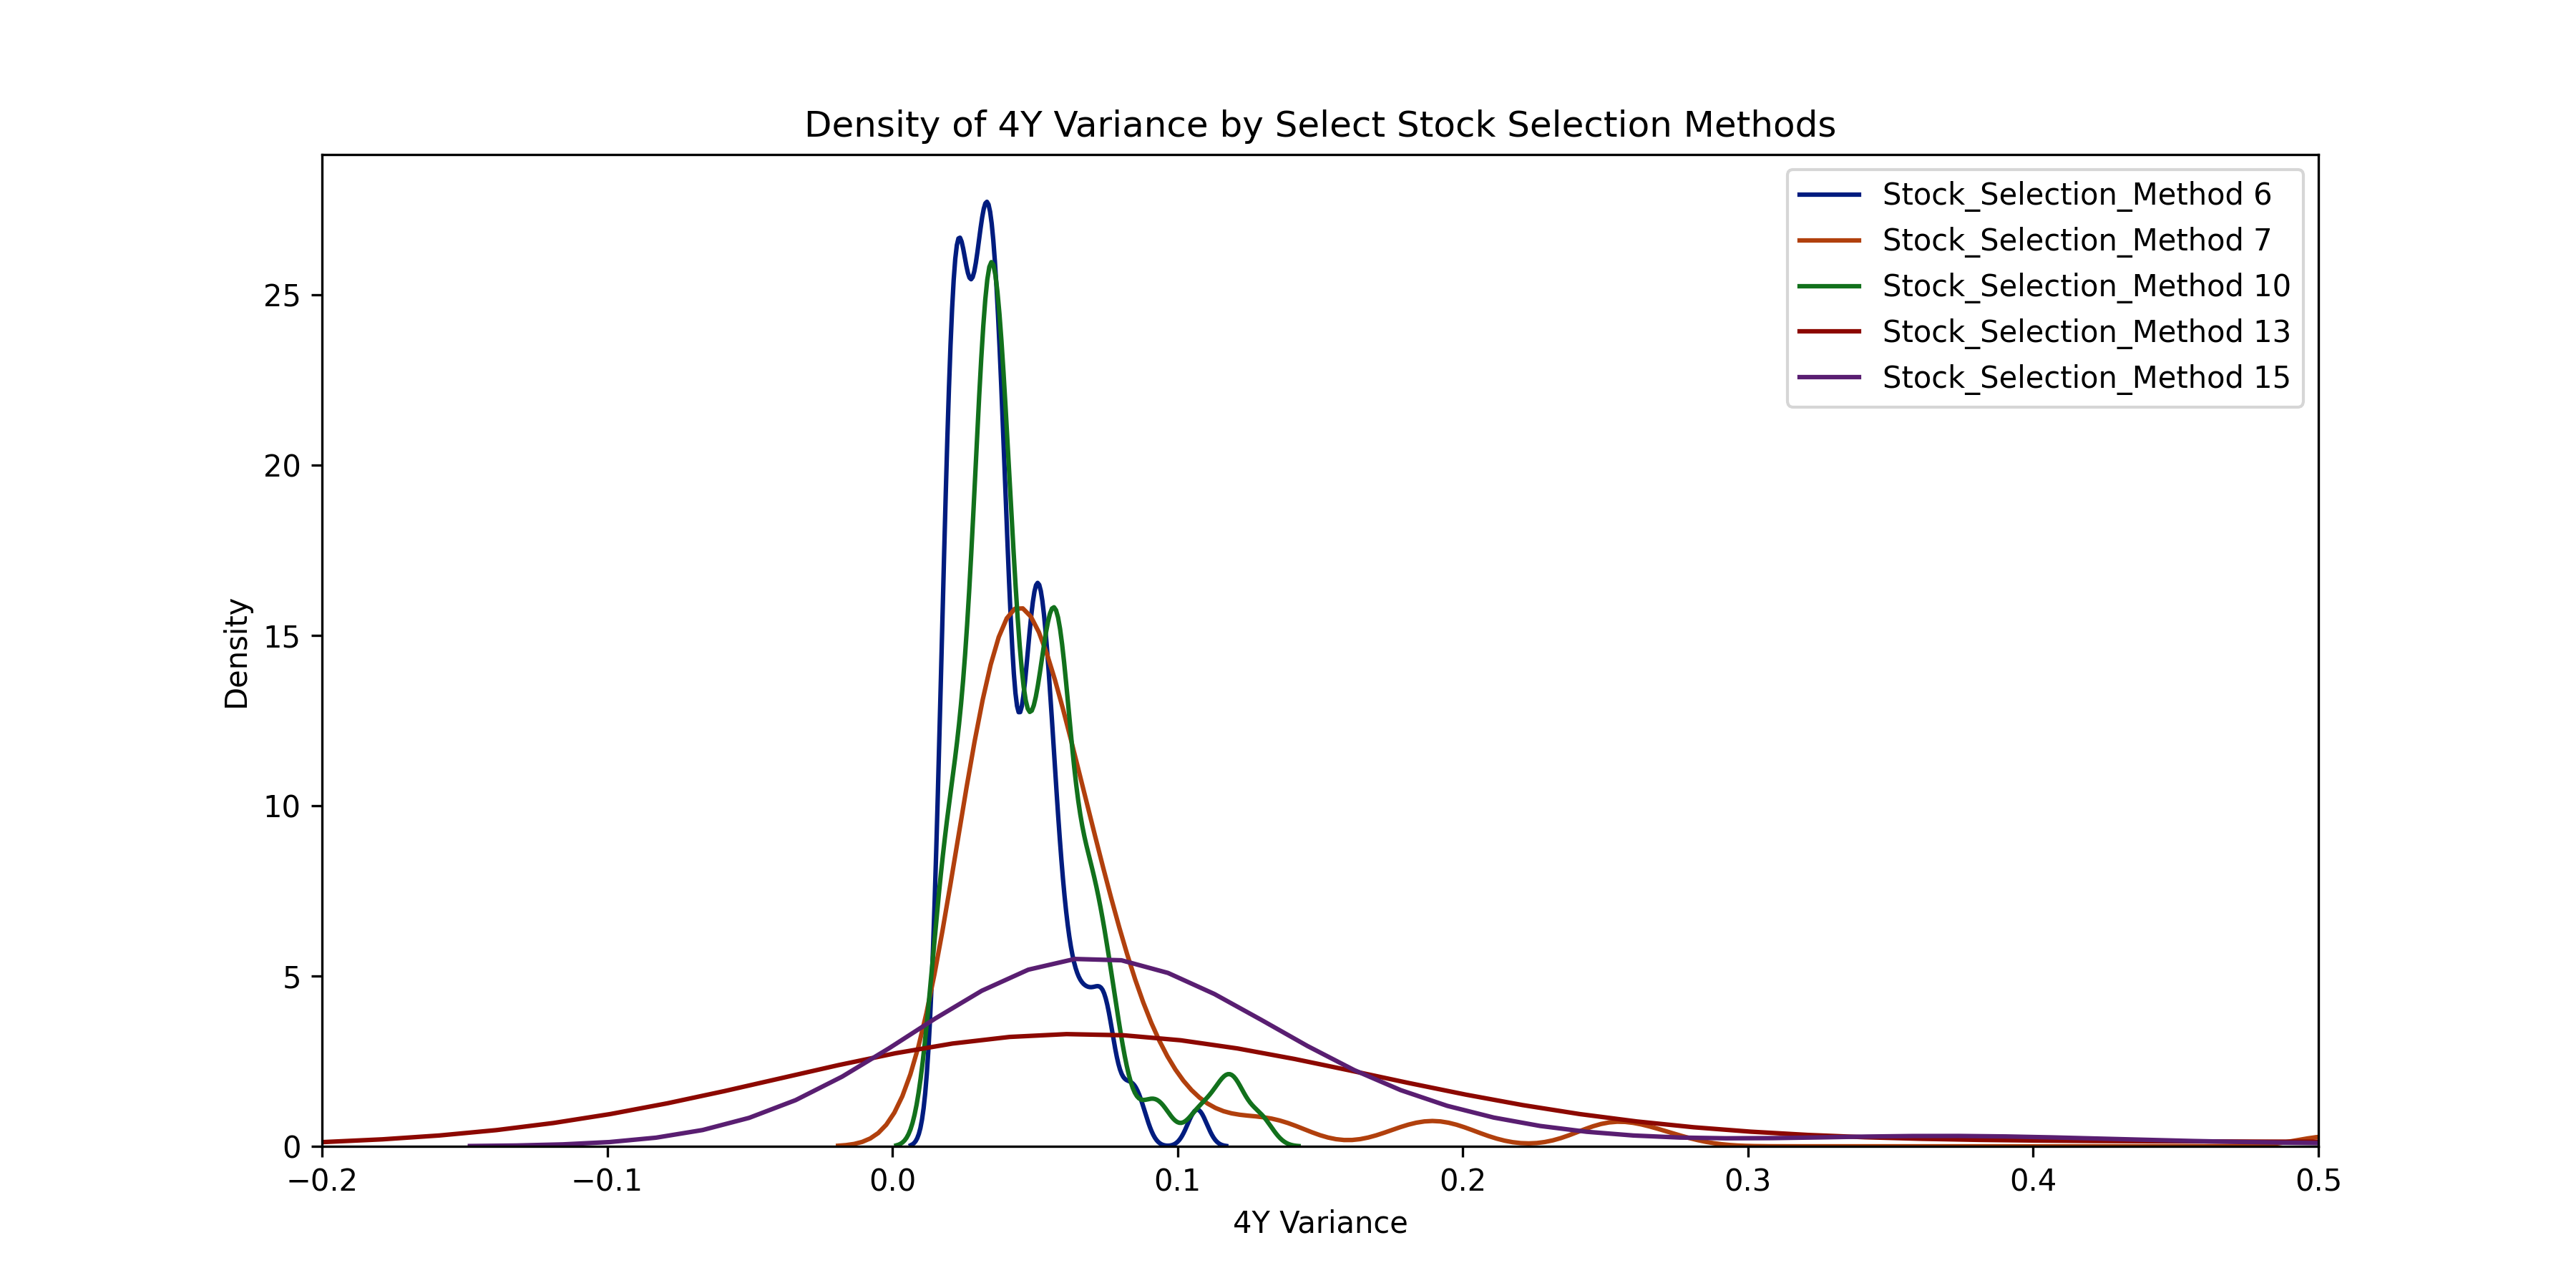 Density of 4Y Variance by Select Stock Selection Methods
Stock_Selection_Method 6
Stock_Selection_Method 7
Stock_Selection_Method 10
Stock_Selection_Method 13
Stock_Selection_Method 15
Density
25
20
15
10
5
0
−0.2 −0.1 0.0 0.1 0.2 0.3 0.4 0.5
4Y Variance